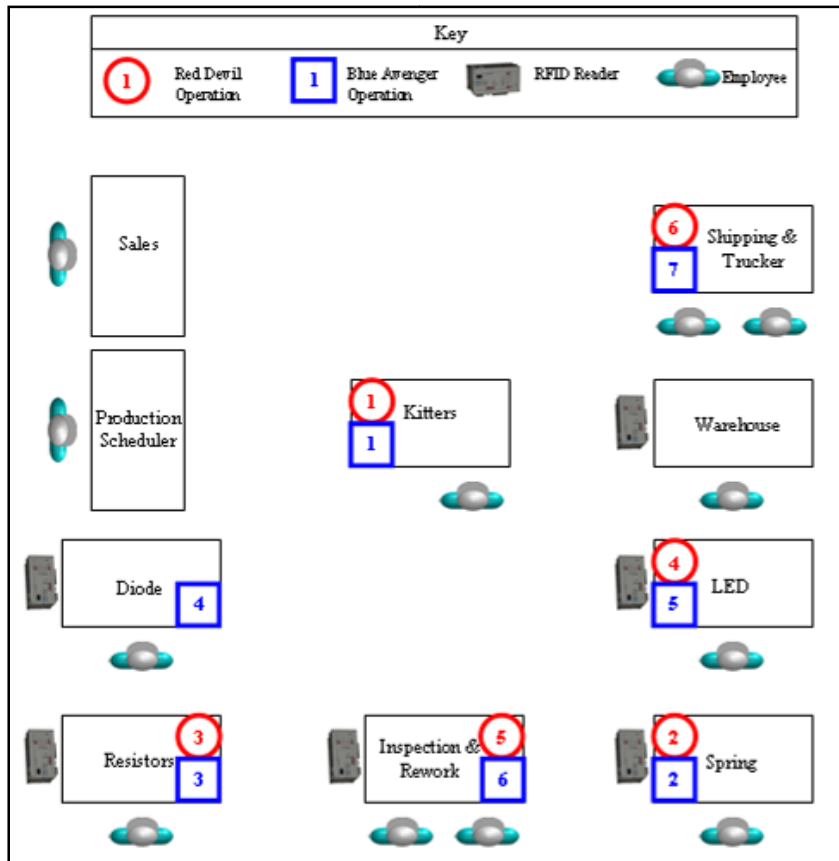 Key
1
Red Devil
Operation
1
Blue Avenger
Operation
RFID Reader
Employee
Sales
6
7
Shipping &
Trucker
Production
Scheduler
1
1
Kitters
Warehouse
Diode
4
4
5
LED
Resistors
3
3
Inspection &
Rework
5
6
2
2
Spring